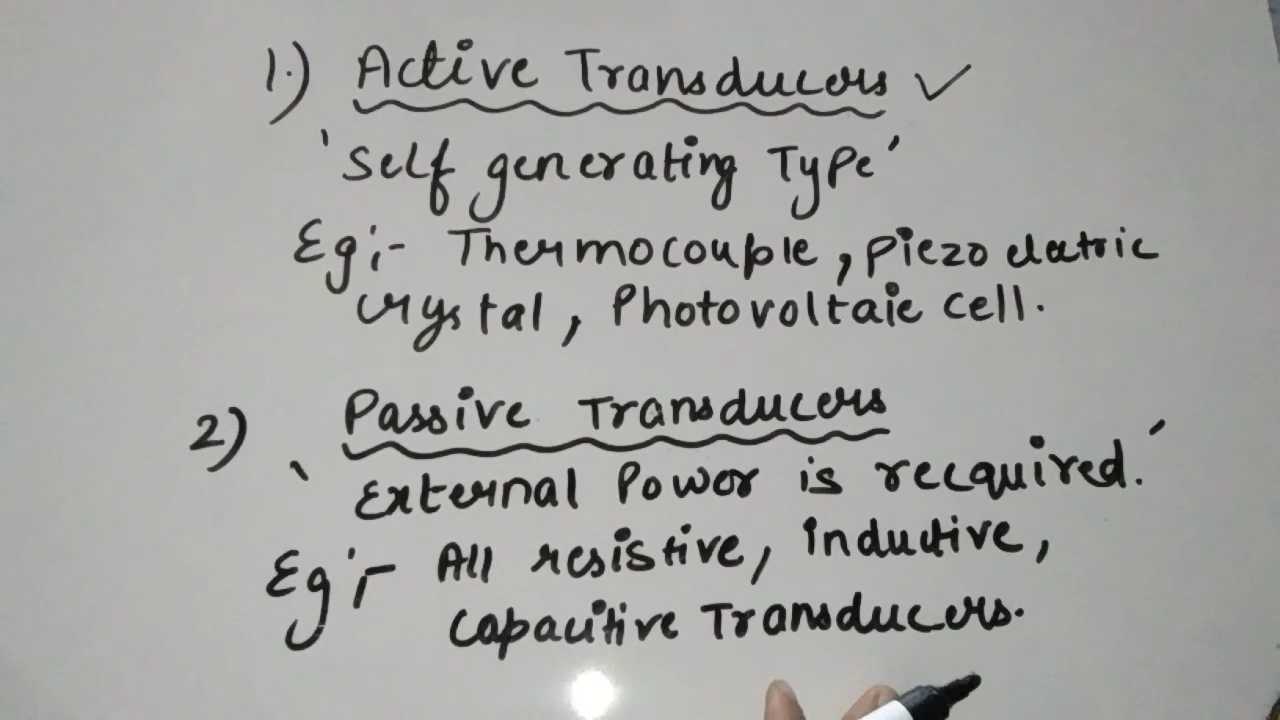 1.) Active Transducers ✓
'Self generating Type'
Eg:- Thermocouple, Piezo electric
crystal, Photovoltaic cell.
2) Passive Transducers
'External Power is recquired.'
Eg:- All resistive, inductive,
capacitive Transducers.